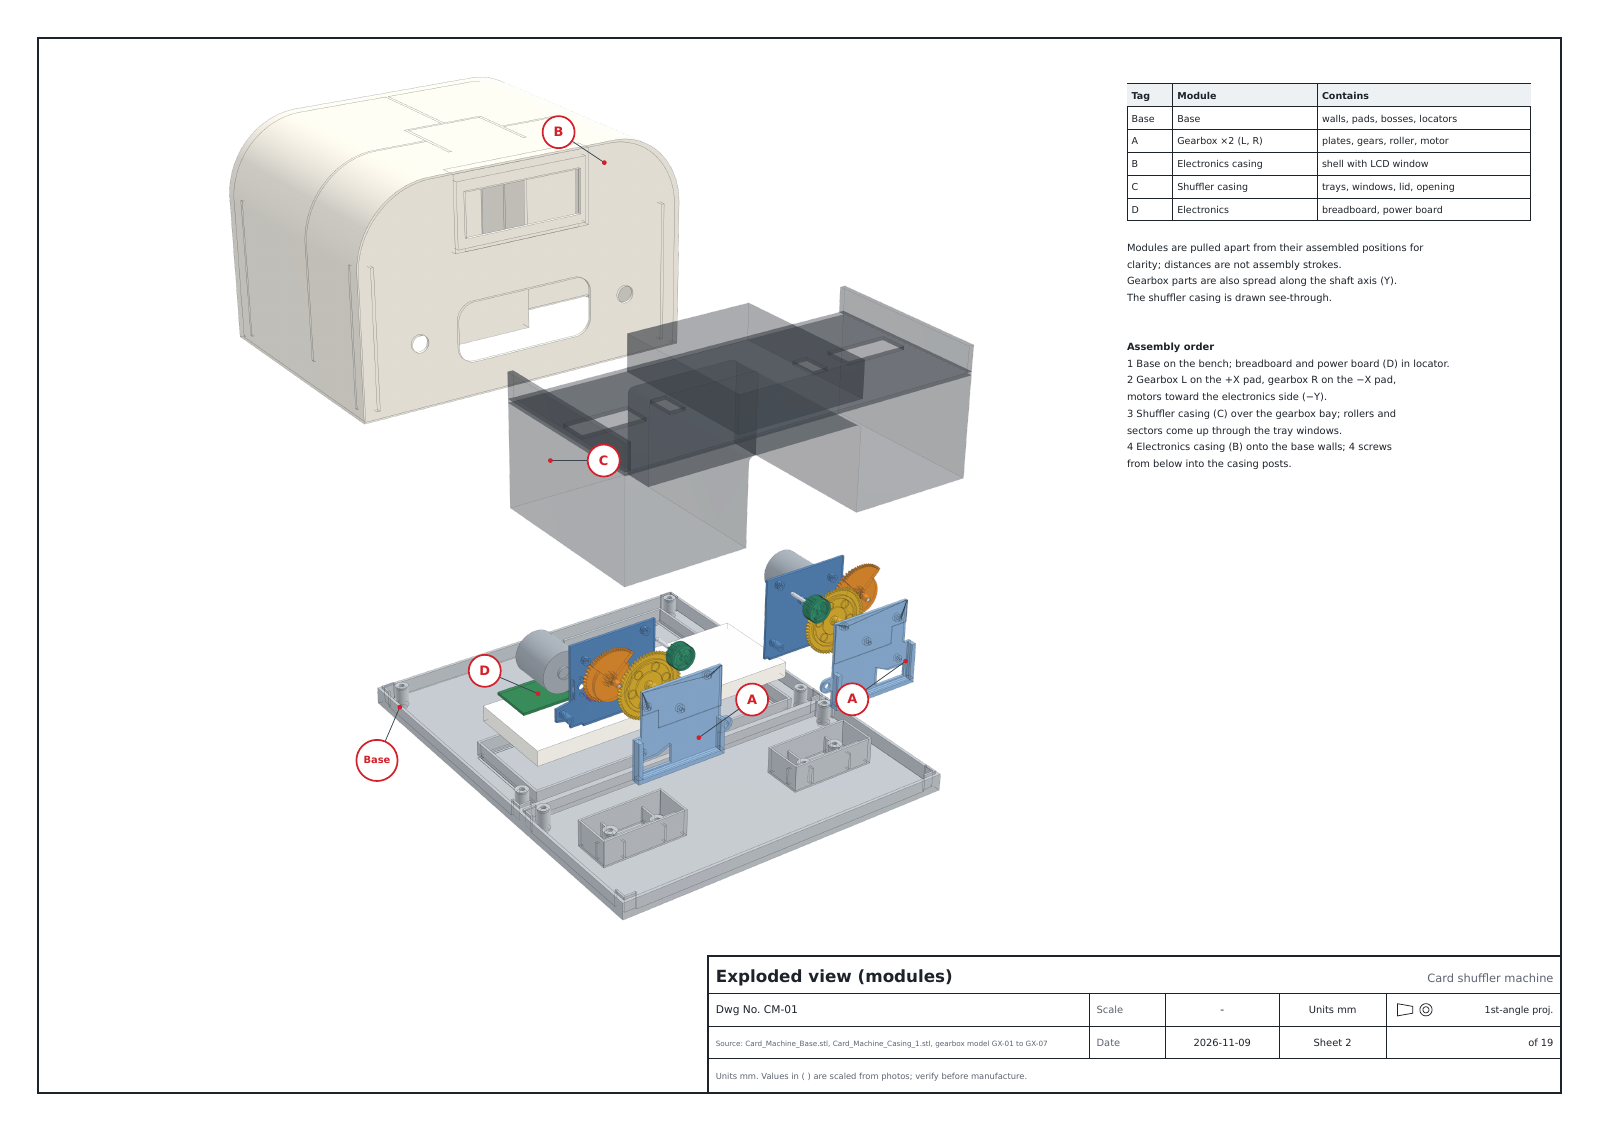 B
C
D
A
A
Base
Tag Module Contains
Base Base walls, pads, bosses, locators
A Gearbox ×2 (L, R) plates, gears, roller, motor
B Electronics casing shell with LCD window
C Shuffler casing trays, windows, lid, opening
D Electronics breadboard, power board
Modules are pulled apart from their assembled positions for
clarity; distances are not assembly strokes.
Gearbox parts are also spread along the shaft axis (Y).
The shuffler casing is drawn see-through.
Assembly order
1 Base on the bench; breadboard and power board (D) in locator.
2 Gearbox L on the +X pad, gearbox R on the −X pad,
motors toward the electronics side (−Y).
3 Shuffler casing (C) over the gearbox bay; rollers and
sectors come up through the tray windows.
4 Electronics casing (B) onto the base walls; 4 screws
from below into the casing posts.
Exploded view (modules) Card shuffler machine
Dwg No. CM-01 Scale - Units mm 1st-angle proj.
Source: Card_Machine_Base.stl, Card_Machine_Casing_1.stl, gearbox model GX-01 to GX-07 Date 2026-11-09 Sheet 2 of 19
Units mm. Values in ( ) are scaled from photos; verify before manufacture.